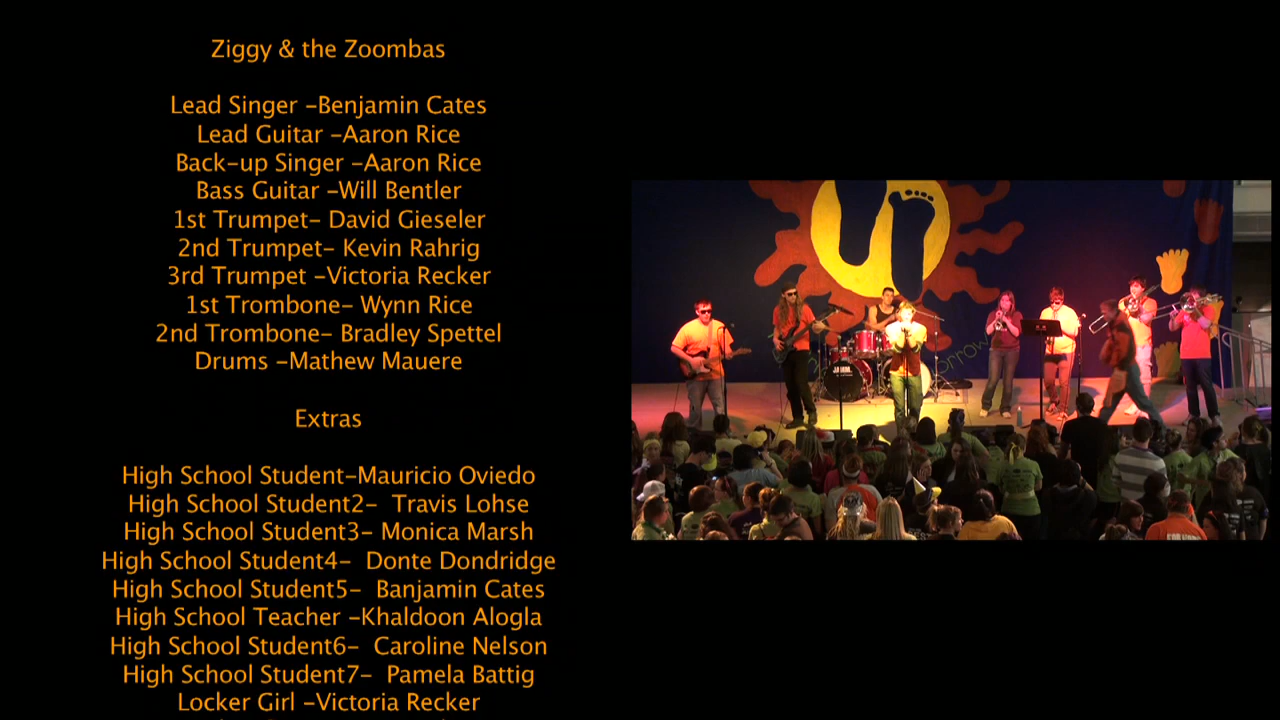 Ziggy & the Zoombas
Lead Singer -Benjamin Cates
Lead Guitar -Aaron Rice
Back-up Singer -Aaron Rice
Bass Guitar -Will Bentler
1st Trumpet- David Gieseler
2nd Trumpet- Kevin Rahrig
3rd Trumpet -Victoria Recker
1st Trombone- Wynn Rice
2nd Trombone- Bradley Spettel
Drums -Mathew Mauere
Extras
High School Student-Mauricio Oviedo
High School Student2-  Travis Lohse
High School Student3- Monica Marsh
High School Student4-  Donte Dondridge
High School Student5-  Banjamin Cates
High School Teacher -Khaldoon Alogla
High School Student6-  Caroline Nelson
High School Student7-  Pamela Battig
Locker Girl -Victoria Recker